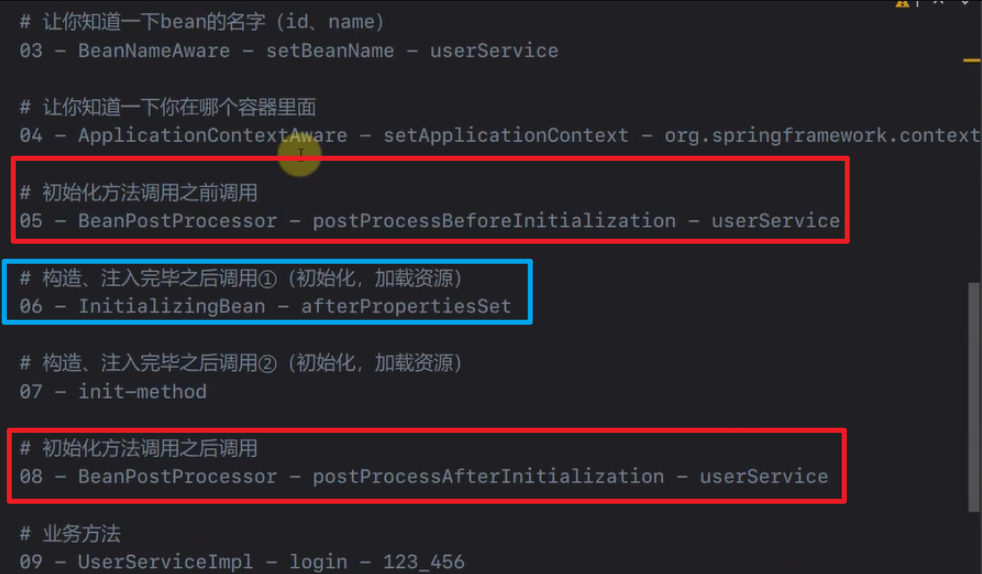 # 让你知道一下bean的名字（id、name）
03 - BeanNameAware - setBeanName - userService
# 让你知道一下你在哪个容器里面
04 - ApplicationContextAware - setApplicationContext - org.springframework.context
# 初始化方法调用之前调用
05 - BeanPostProcessor - postProcessBeforeInitialization - userService
# 构造、注入完毕之后调用①（初始化，加载资源）
06 - InitializingBean - afterPropertiesSet
# 构造、注入完毕之后调用②（初始化，加载资源）
07 - init-method
# 初始化方法调用之后调用
08 - BeanPostProcessor - postProcessAfterInitialization - userService
# 业务方法
09 - UserServiceImpl - login - 123_456